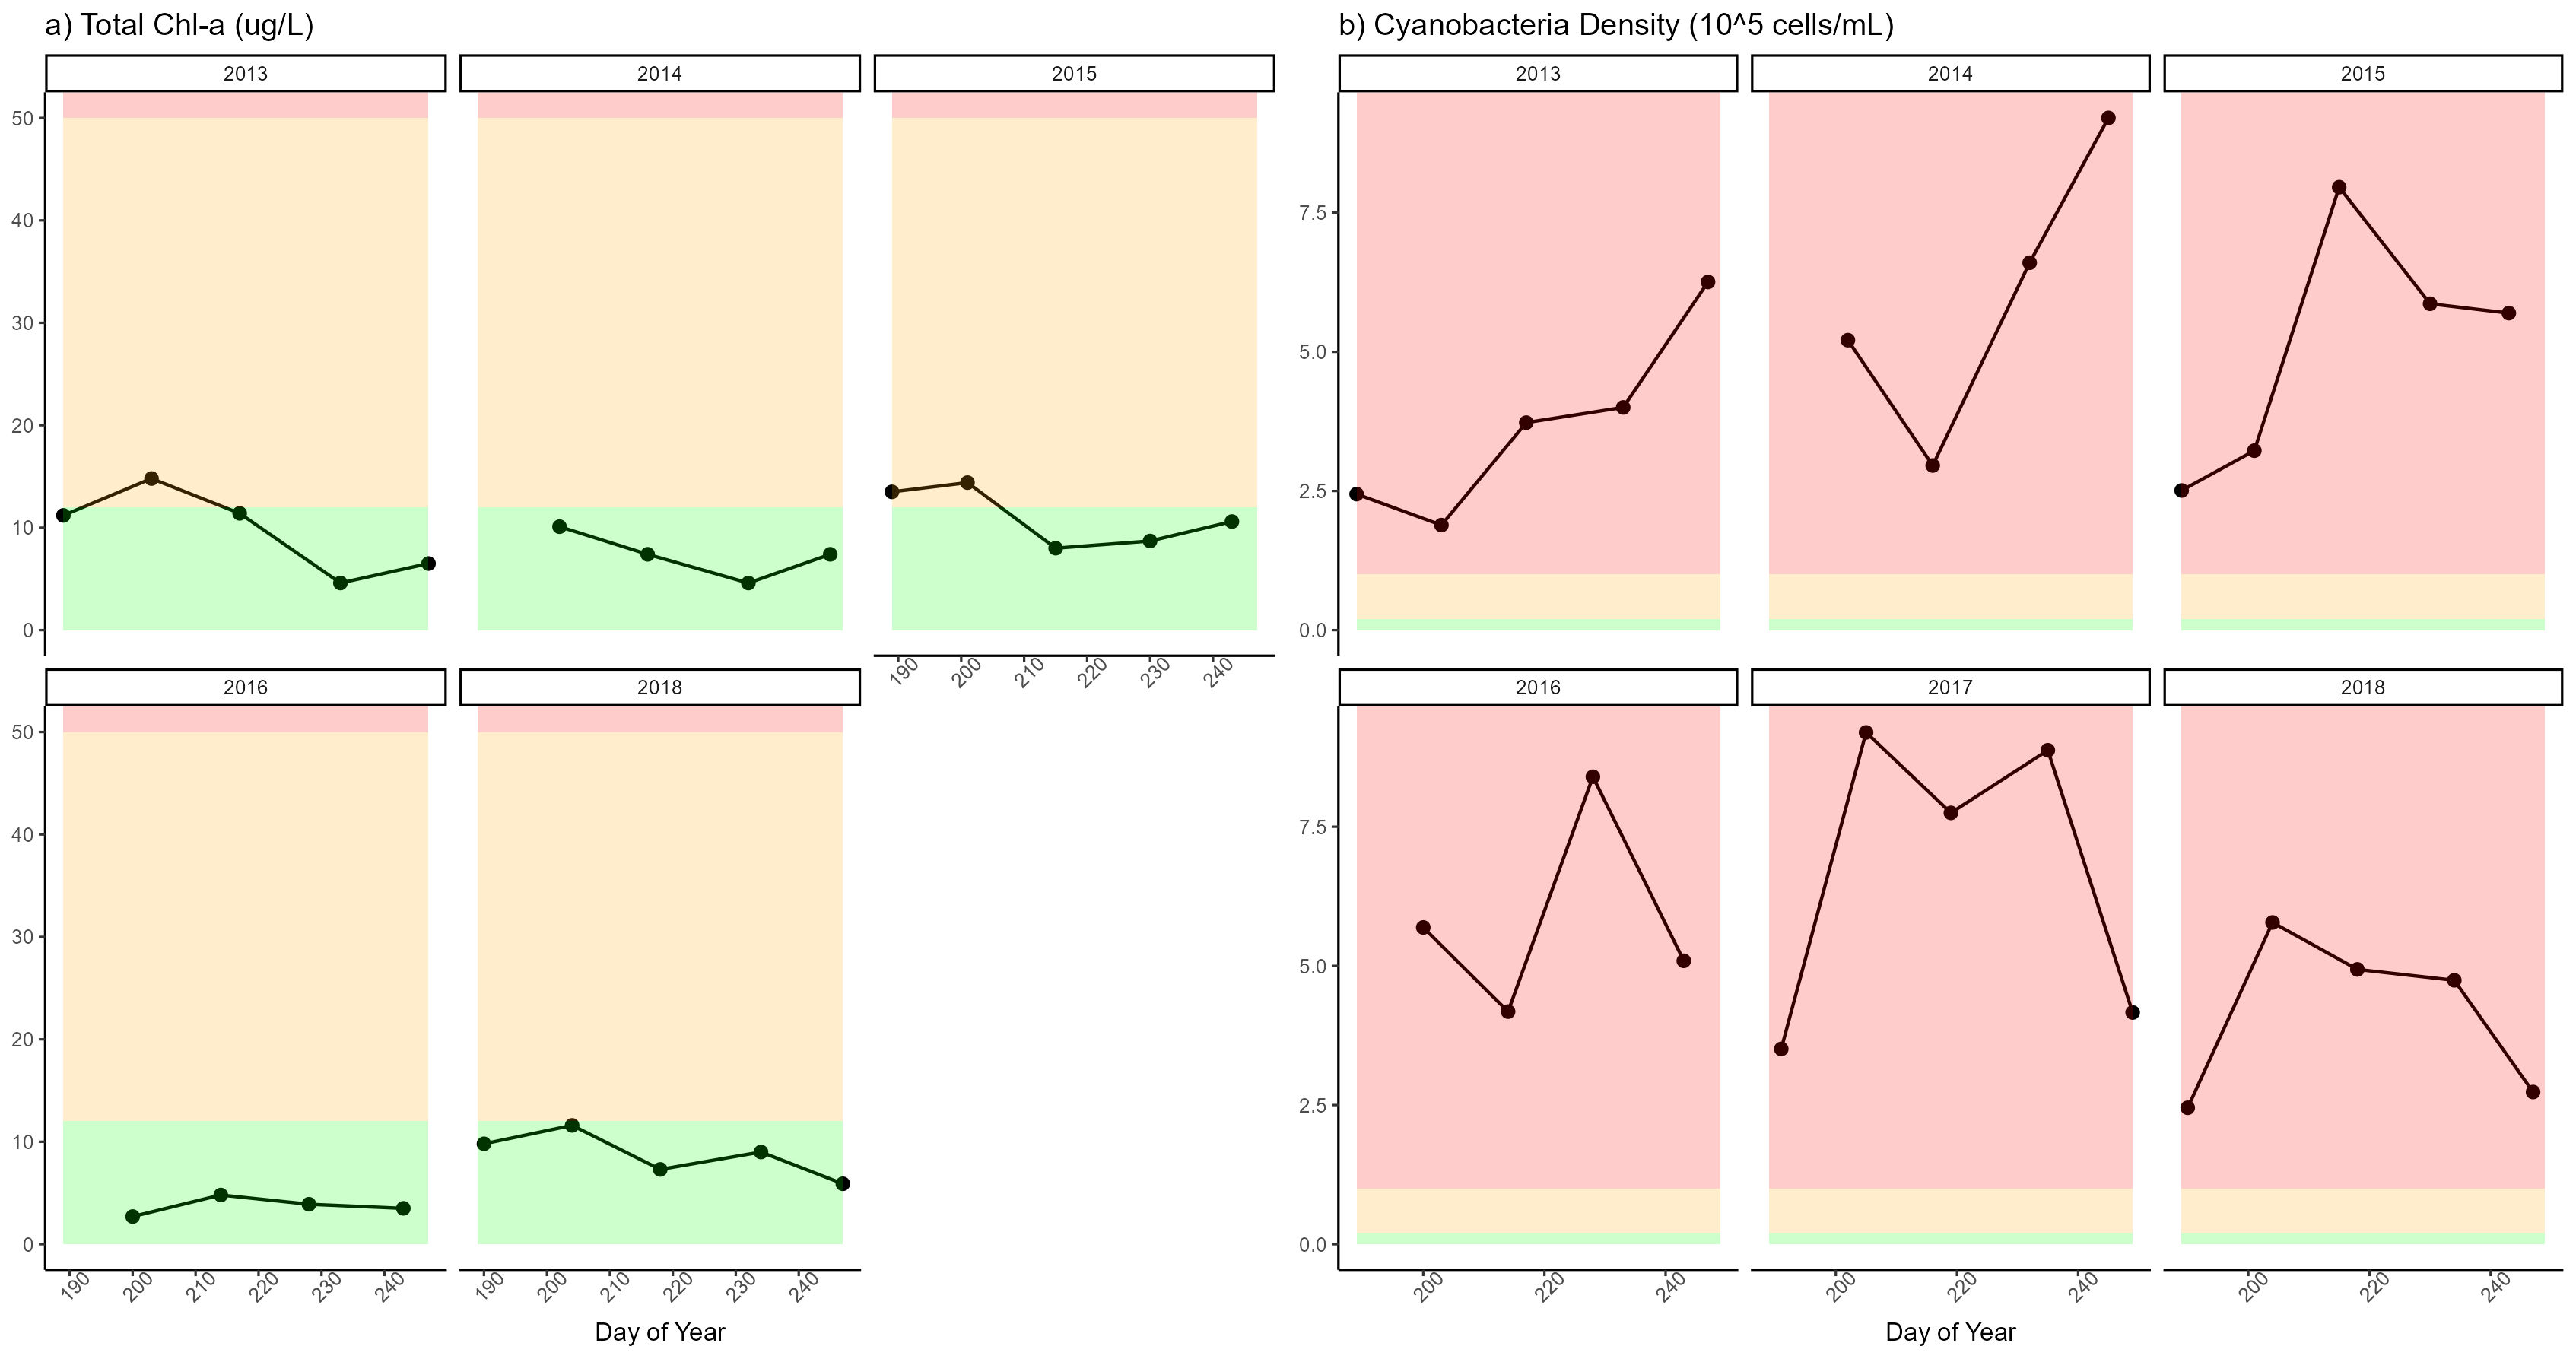 a) Total Chl-a (ug/L)
2013 2014 2015
50
40
30
20
10
0
190 200 210 220 230 240
2016 2018
50
40
30
20
10
0
190 200 210 220 230 240 190 200 210 220 230 240
Day of Year
b) Cyanobacteria Density (10^5 cells/mL)
2013 2014 2015
7.5
5.0
2.5
0.0
2016 2017 2018
7.5
5.0
2.5
0.0
200 220 240 200 220 240 200 220 240
Day of Year